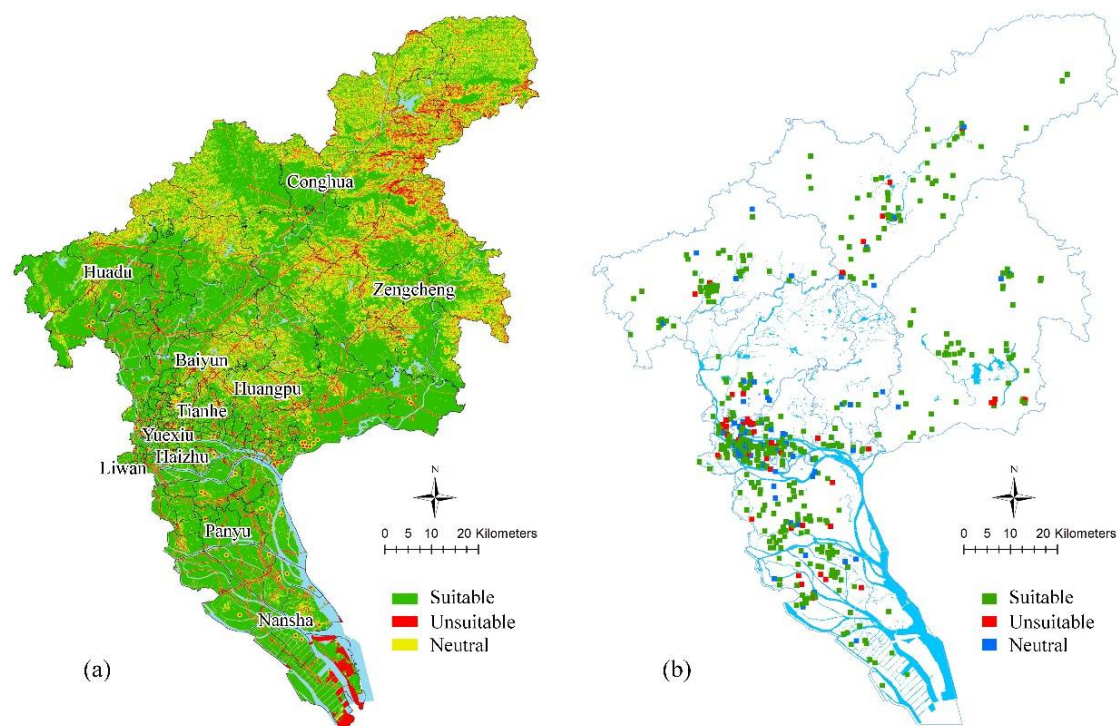 Conghua
Huadu
Zengcheng
Baiyun
Huangpu
Tianhe
Yuexiu
Haizhu
Liwan
Panyu
Nansha
N
0 5 10 20 Kilometers
Suitable
Unsuitable
Neutral
(a)
N
0 5 10 20 Kilometers
Suitable
Unsuitable
Neutral
(b)